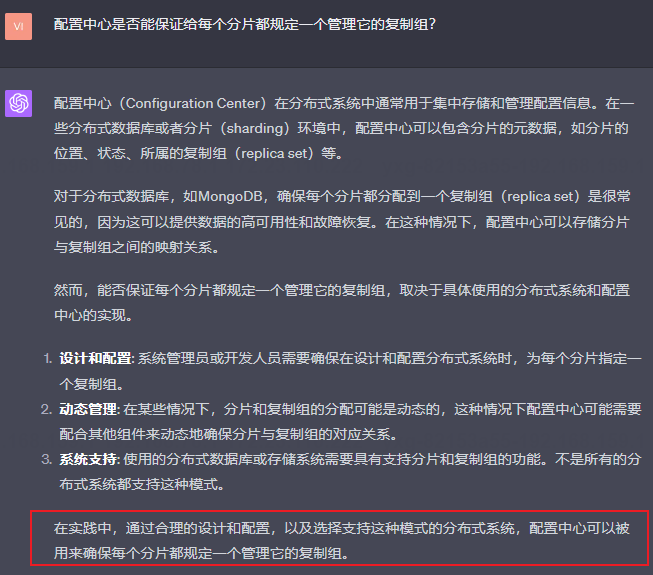 VI
配置中心是否能保证给每个分片都规定一个管理它的复制组？
配置中心（Configuration Center）在分布式系统中通常用于集中存储和管理配置信息。在一
些分布式数据库或者分片（sharding）环境中，配置中心可以包含分片的元数据，如分片的
位置、状态、所属的复制组（replica set）等。
对于分布式数据库，如MongoDB，确保每个分片都分配到一个复制组（replica set）是很常
见的，因为这可以提供数据的高可用性和故障恢复。在这种情况下，配置中心可以存储分片
与复制组之间的映射关系。
然而，能否保证每个分片都规定一个管理它的复制组，取决于具体使用的分布式系统和配置
中心的实现。
1. 设计和配置: 系统管理员或开发人员需要确保在设计和配置分布式系统时，为每个分片指定一
个复制组。
2. 动态管理: 在某些情况下，分片和复制组的分配可能是动态的，这种情况下配置中心可能需要
配合其他组件来动态地确保分片与复制组的对应关系。
3. 系统支持: 使用的分布式数据库或存储系统需要具有支持分片和复制组的功能。不是所有的分
布式系统都支持这种模式。
在实践中，通过合理的设计和配置，以及选择支持这种模式的分布式系统，配置中心可以被
用来确保每个分片都规定一个管理它的复制组。